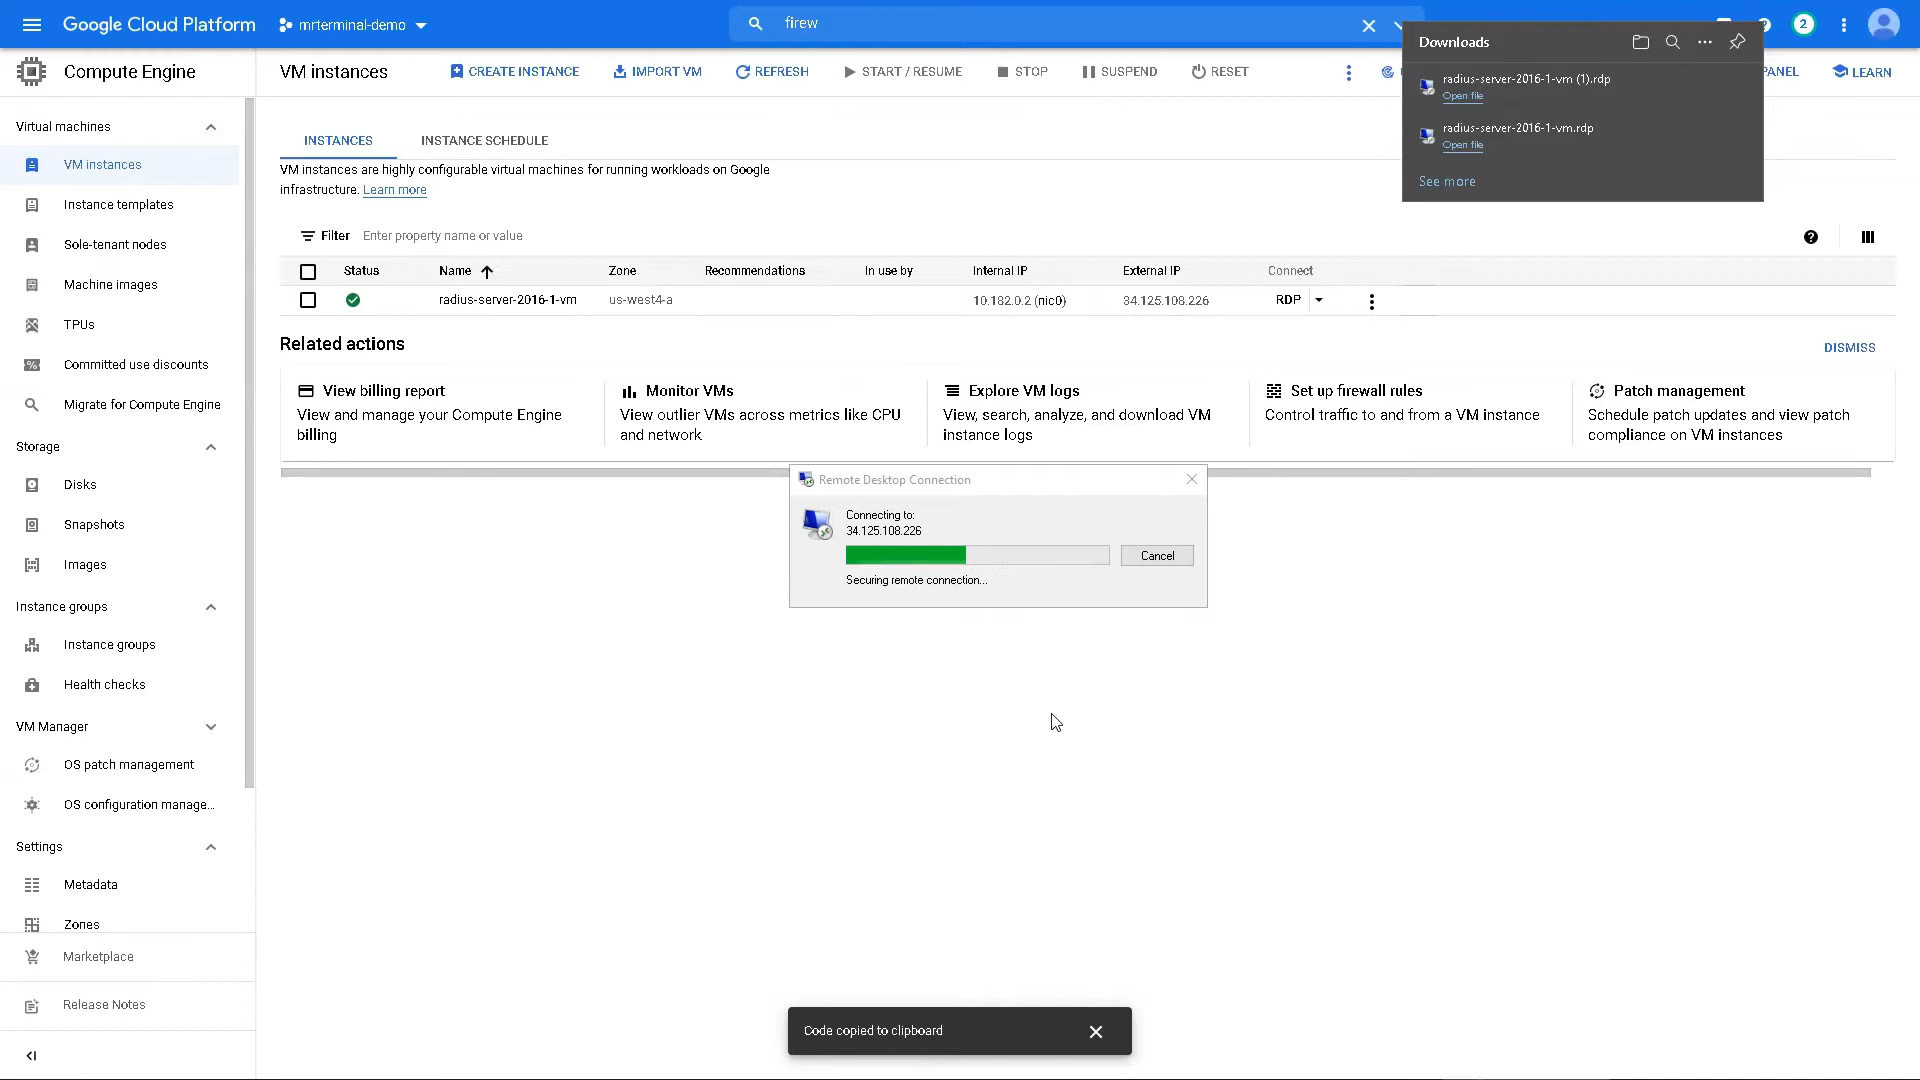 Google Cloud Platform
mrterminal-demo
firew
2
Compute Engine
VM instances
CREATE INSTANCE
IMPORT VM
REFRESH
START / RESUME
STOP
SUSPEND
RESET
PANEL
LEARN
Downloads
radius-server-2016-1-vm (1).rdp
Open file
radius-server-2016-1-vm.rdp
Open file
See more
Virtual machines
VM instances
Instance templates
Sole-tenant nodes
Machine images
TPUs
Committed use discounts
Migrate for Compute Engine
Storage
Disks
Snapshots
Images
Instance groups
Instance groups
Health checks
VM Manager
OS patch management
OS configuration manage...
Settings
Metadata
Zones
Marketplace
Release Notes
INSTANCES
INSTANCE SCHEDULE
VM instances are highly configurable virtual machines for running workloads on Google
infrastructure. Learn more
Filter
Enter property name or value
Status
Name
Zone
Recommendations
In use by
Internal IP
External IP
Connect
radius-server-2016-1-vm
us-west4-a
10.182.0.2 (nic0)
34.125.108.226
RDP
Related actions
DISMISS
View billing report
View and manage your Compute Engine
billing
Monitor VMs
View outlier VMs across metrics like CPU
and network
Explore VM logs
View, search, analyze, and download VM
instance logs
Set up firewall rules
Control traffic to and from a VM instance
Patch management
Schedule patch updates and view patch
compliance on VM instances
Remote Desktop Connection
Connecting to:
34.125.108.226
Cancel
Securing remote connection...
Code copied to clipboard